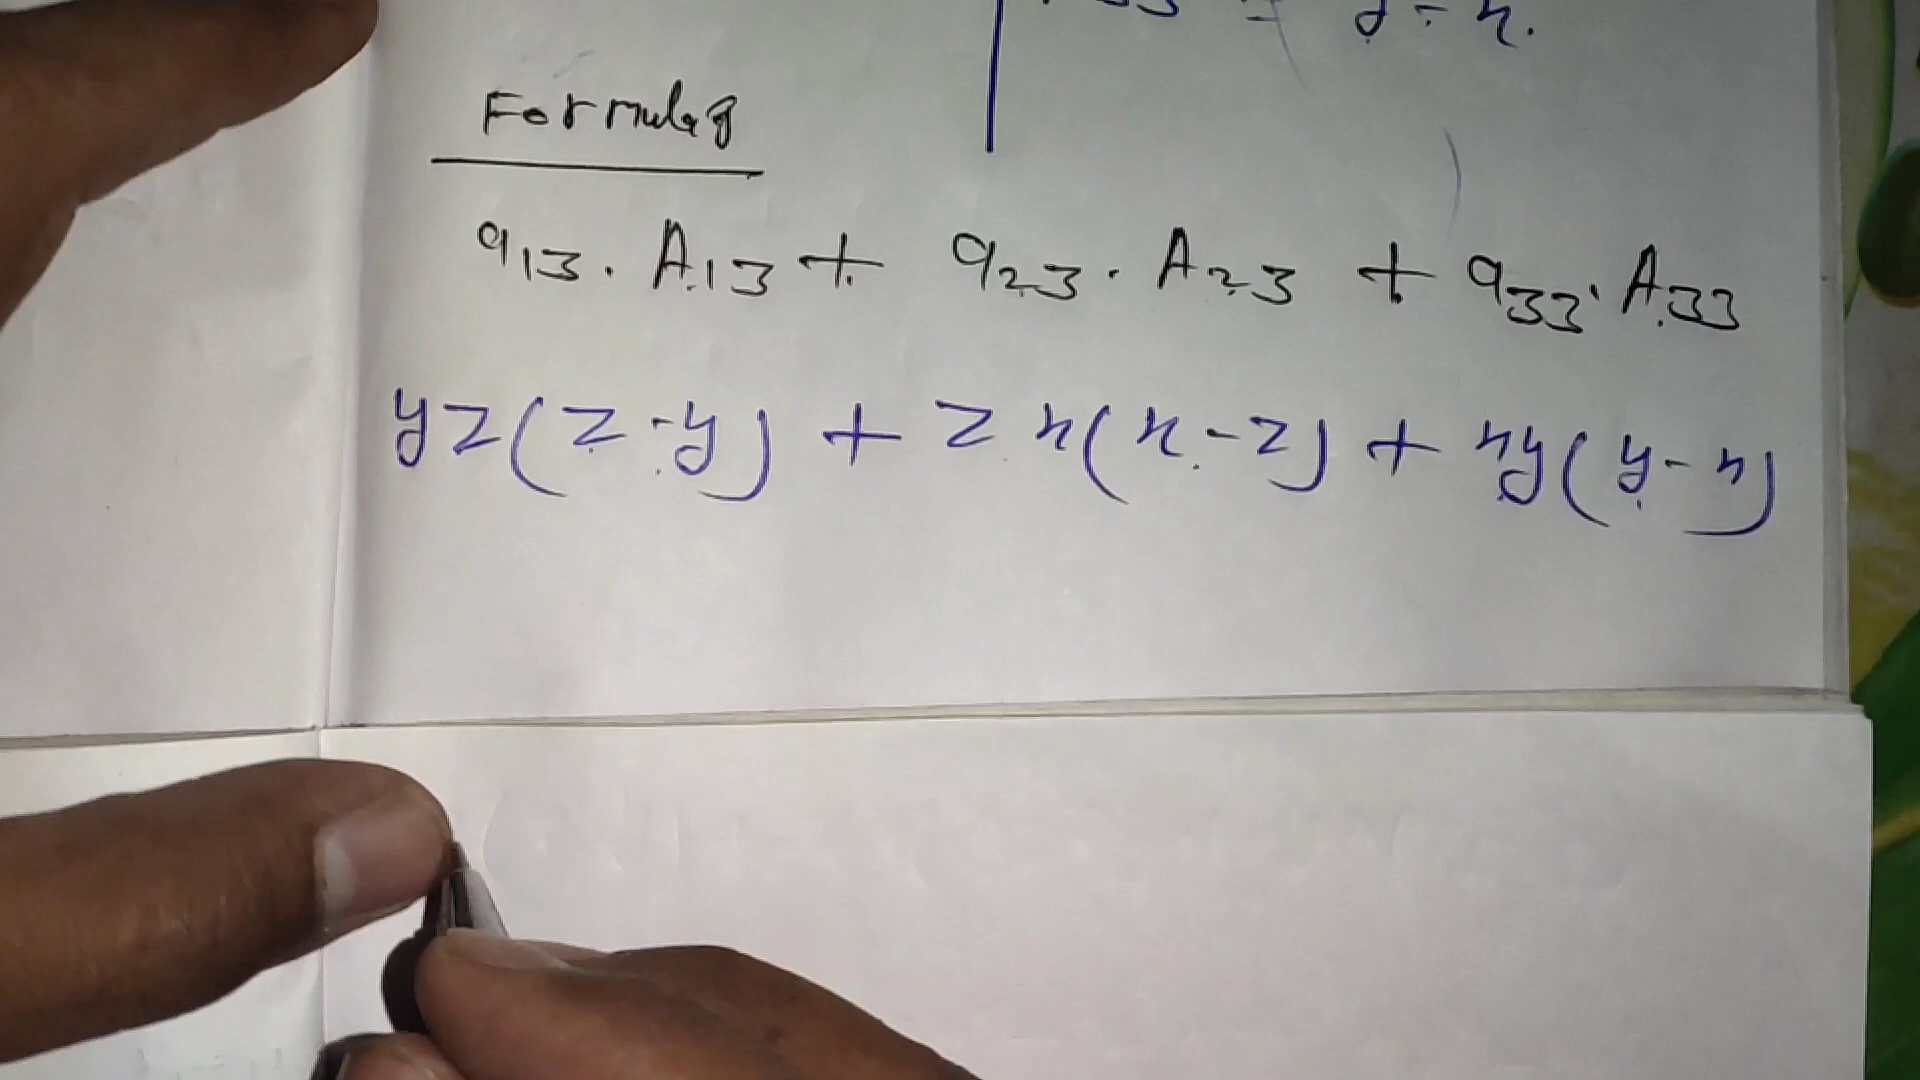 = y - x.
Formula
a13. A13 + a23. A23 + a33. A33
yz(z-y) + zx(x-z) + xy(y-x)